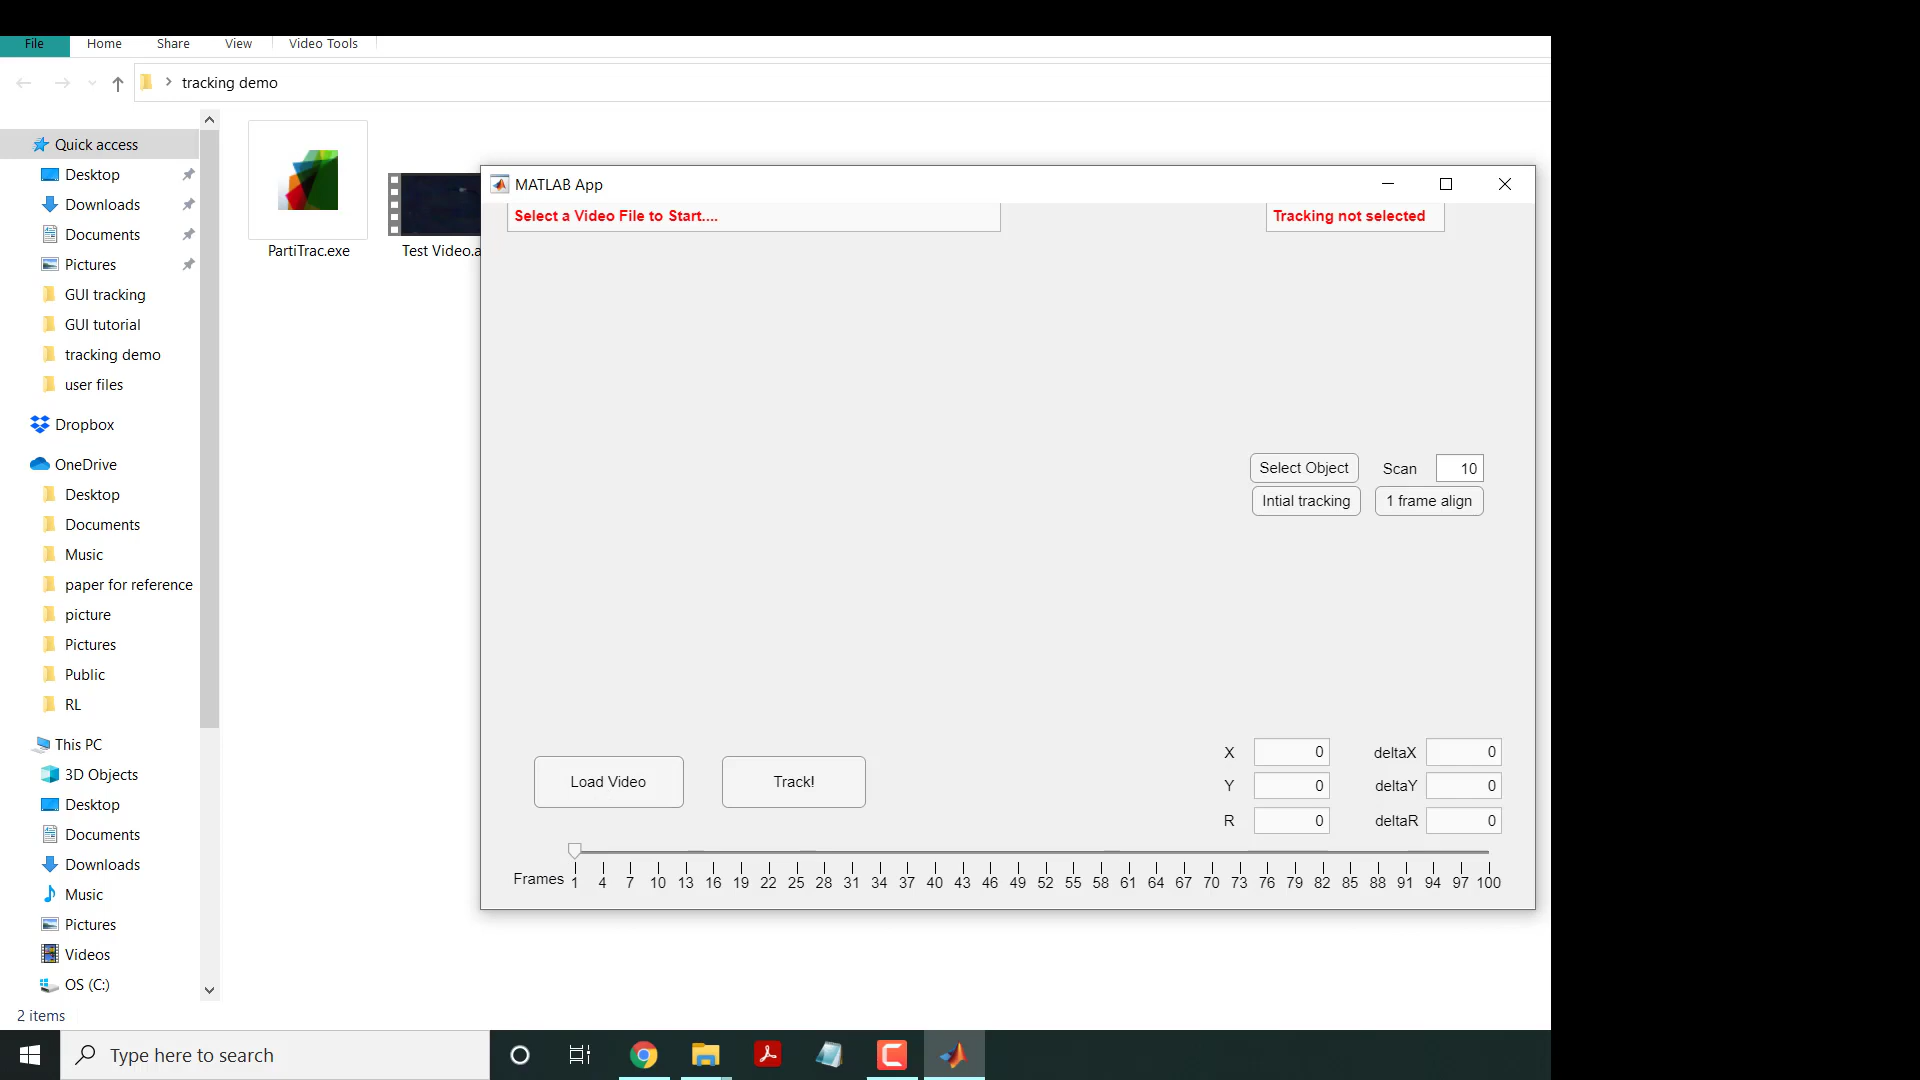 File Home Share View Video Tools
tracking demo
Quick access
Desktop
Downloads
Documents
Pictures
GUI tracking
GUI tutorial
tracking demo
user files
Dropbox
OneDrive
Desktop
Documents
Music
paper for reference
picture
Pictures
Public
RL
This PC
3D Objects
Desktop
Documents
Downloads
Music
Pictures
Videos
OS (C:)
2 items
PartiTrac.exe
Test Video.a
MATLAB App
Select a Video File to Start....
Tracking not selected
Select Object Scan 10
Intial tracking 1 frame align
Load Video Track!
X 0 deltaX 0
Y 0 deltaY 0
R 0 deltaR 0
Frames 1 4 7 10 13 16 19 22 25 28 31 34 37 40 43 46 49 52 55 58 61 64 67 70 73 76 79 82 85 88 91 94 97 100
Type here to search